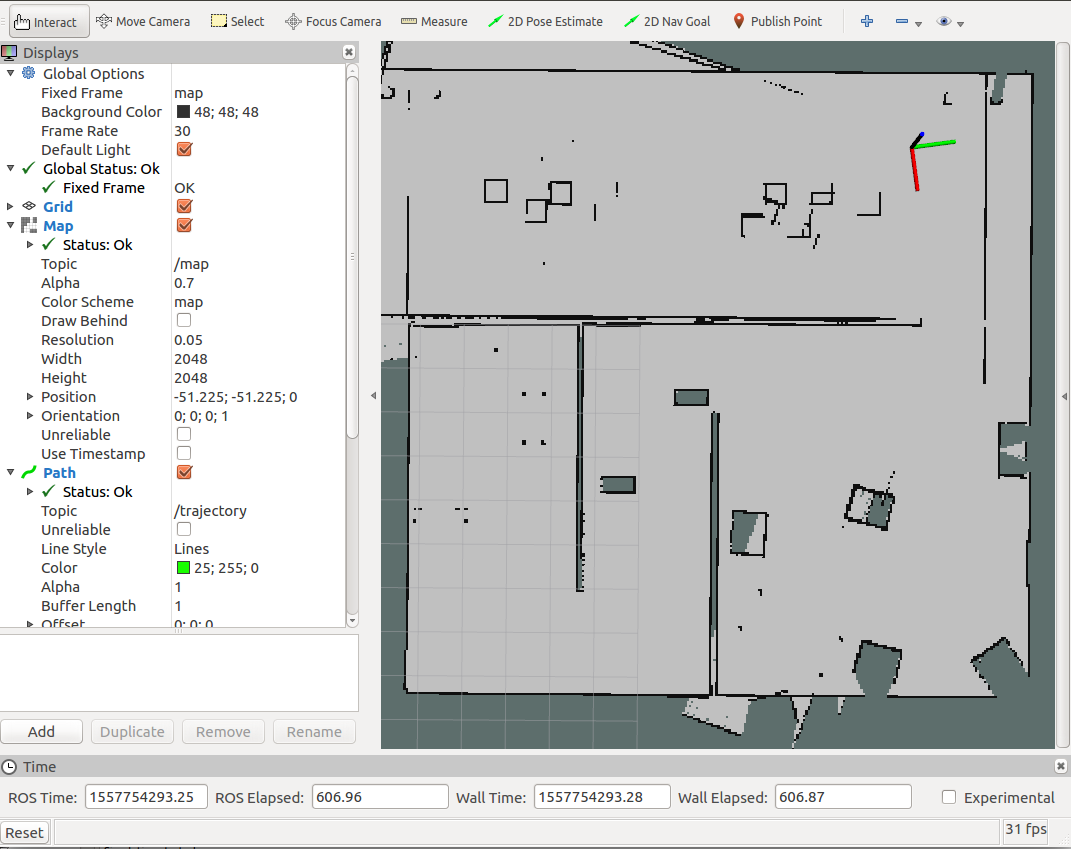 Interact Move Camera Select Focus Camera Measure 2D Pose Estimate 2D Nav Goal Publish Point
Displays
Global Options
Fixed Frame map
Background Color 48; 48; 48
Frame Rate 30
Default Light
Global Status: Ok
Fixed Frame OK
Grid
Map
Status: Ok
Topic /map
Alpha 0.7
Color Scheme map
Draw Behind
Resolution 0.05
Width 2048
Height 2048
Position -51.225; -51.225; 0
Orientation 0; 0; 0; 1
Unreliable
Use Timestamp
Path
Status: Ok
Topic /trajectory
Unreliable
Line Style Lines
Color 25; 255; 0
Alpha 1
Buffer Length 1
Offset 0; 0; 0
Add Duplicate Remove Rename
Time
ROS Time: 1557754293.25 ROS Elapsed: 606.96 Wall Time: 1557754293.28 Wall Elapsed: 606.87 Experimental
Reset 31 fps